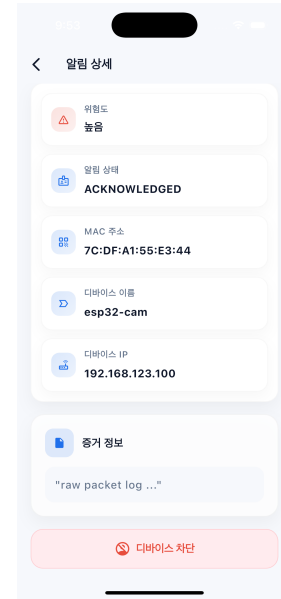 알림 상세
위험도
높음
알림 상태
ACKNOWLEDGED
MAC 주소
7C:DF:A1:55:E3:44
디바이스 이름
esp32-cam
디바이스 IP
192.168.123.100
증거 정보
"raw packet log ..."
디바이스 차단